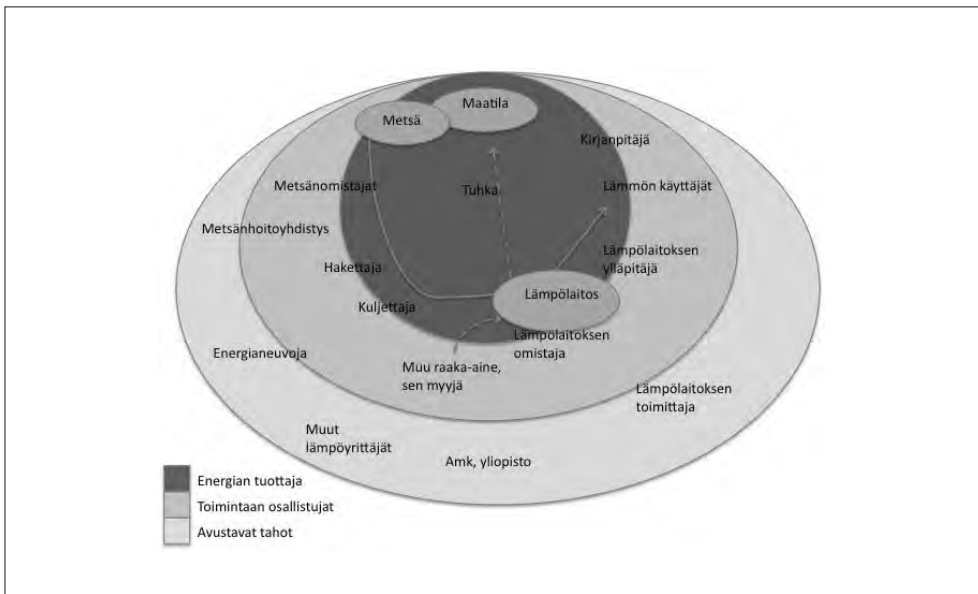 Maatila
Metsä
Kirjanpitäjä
Metsänomistajat
Tuhka
Lämmön käyttäjät
Metsänhoitoyhdistys
Lämpölaitoksen
ylläpitäjä
Hakettaja
Lämpölaitos
Kuljettaja
Lämpölaitoksen
omistaja
Energianeuvoja
Muu raaka-aine,
sen myyjä
Lämpölaitoksen
toimittaja
Muut
lämpöyrittäjät
Amk, yliopisto
Energian tuottaja
Toimintaan osallistujat
Avustavat tahot